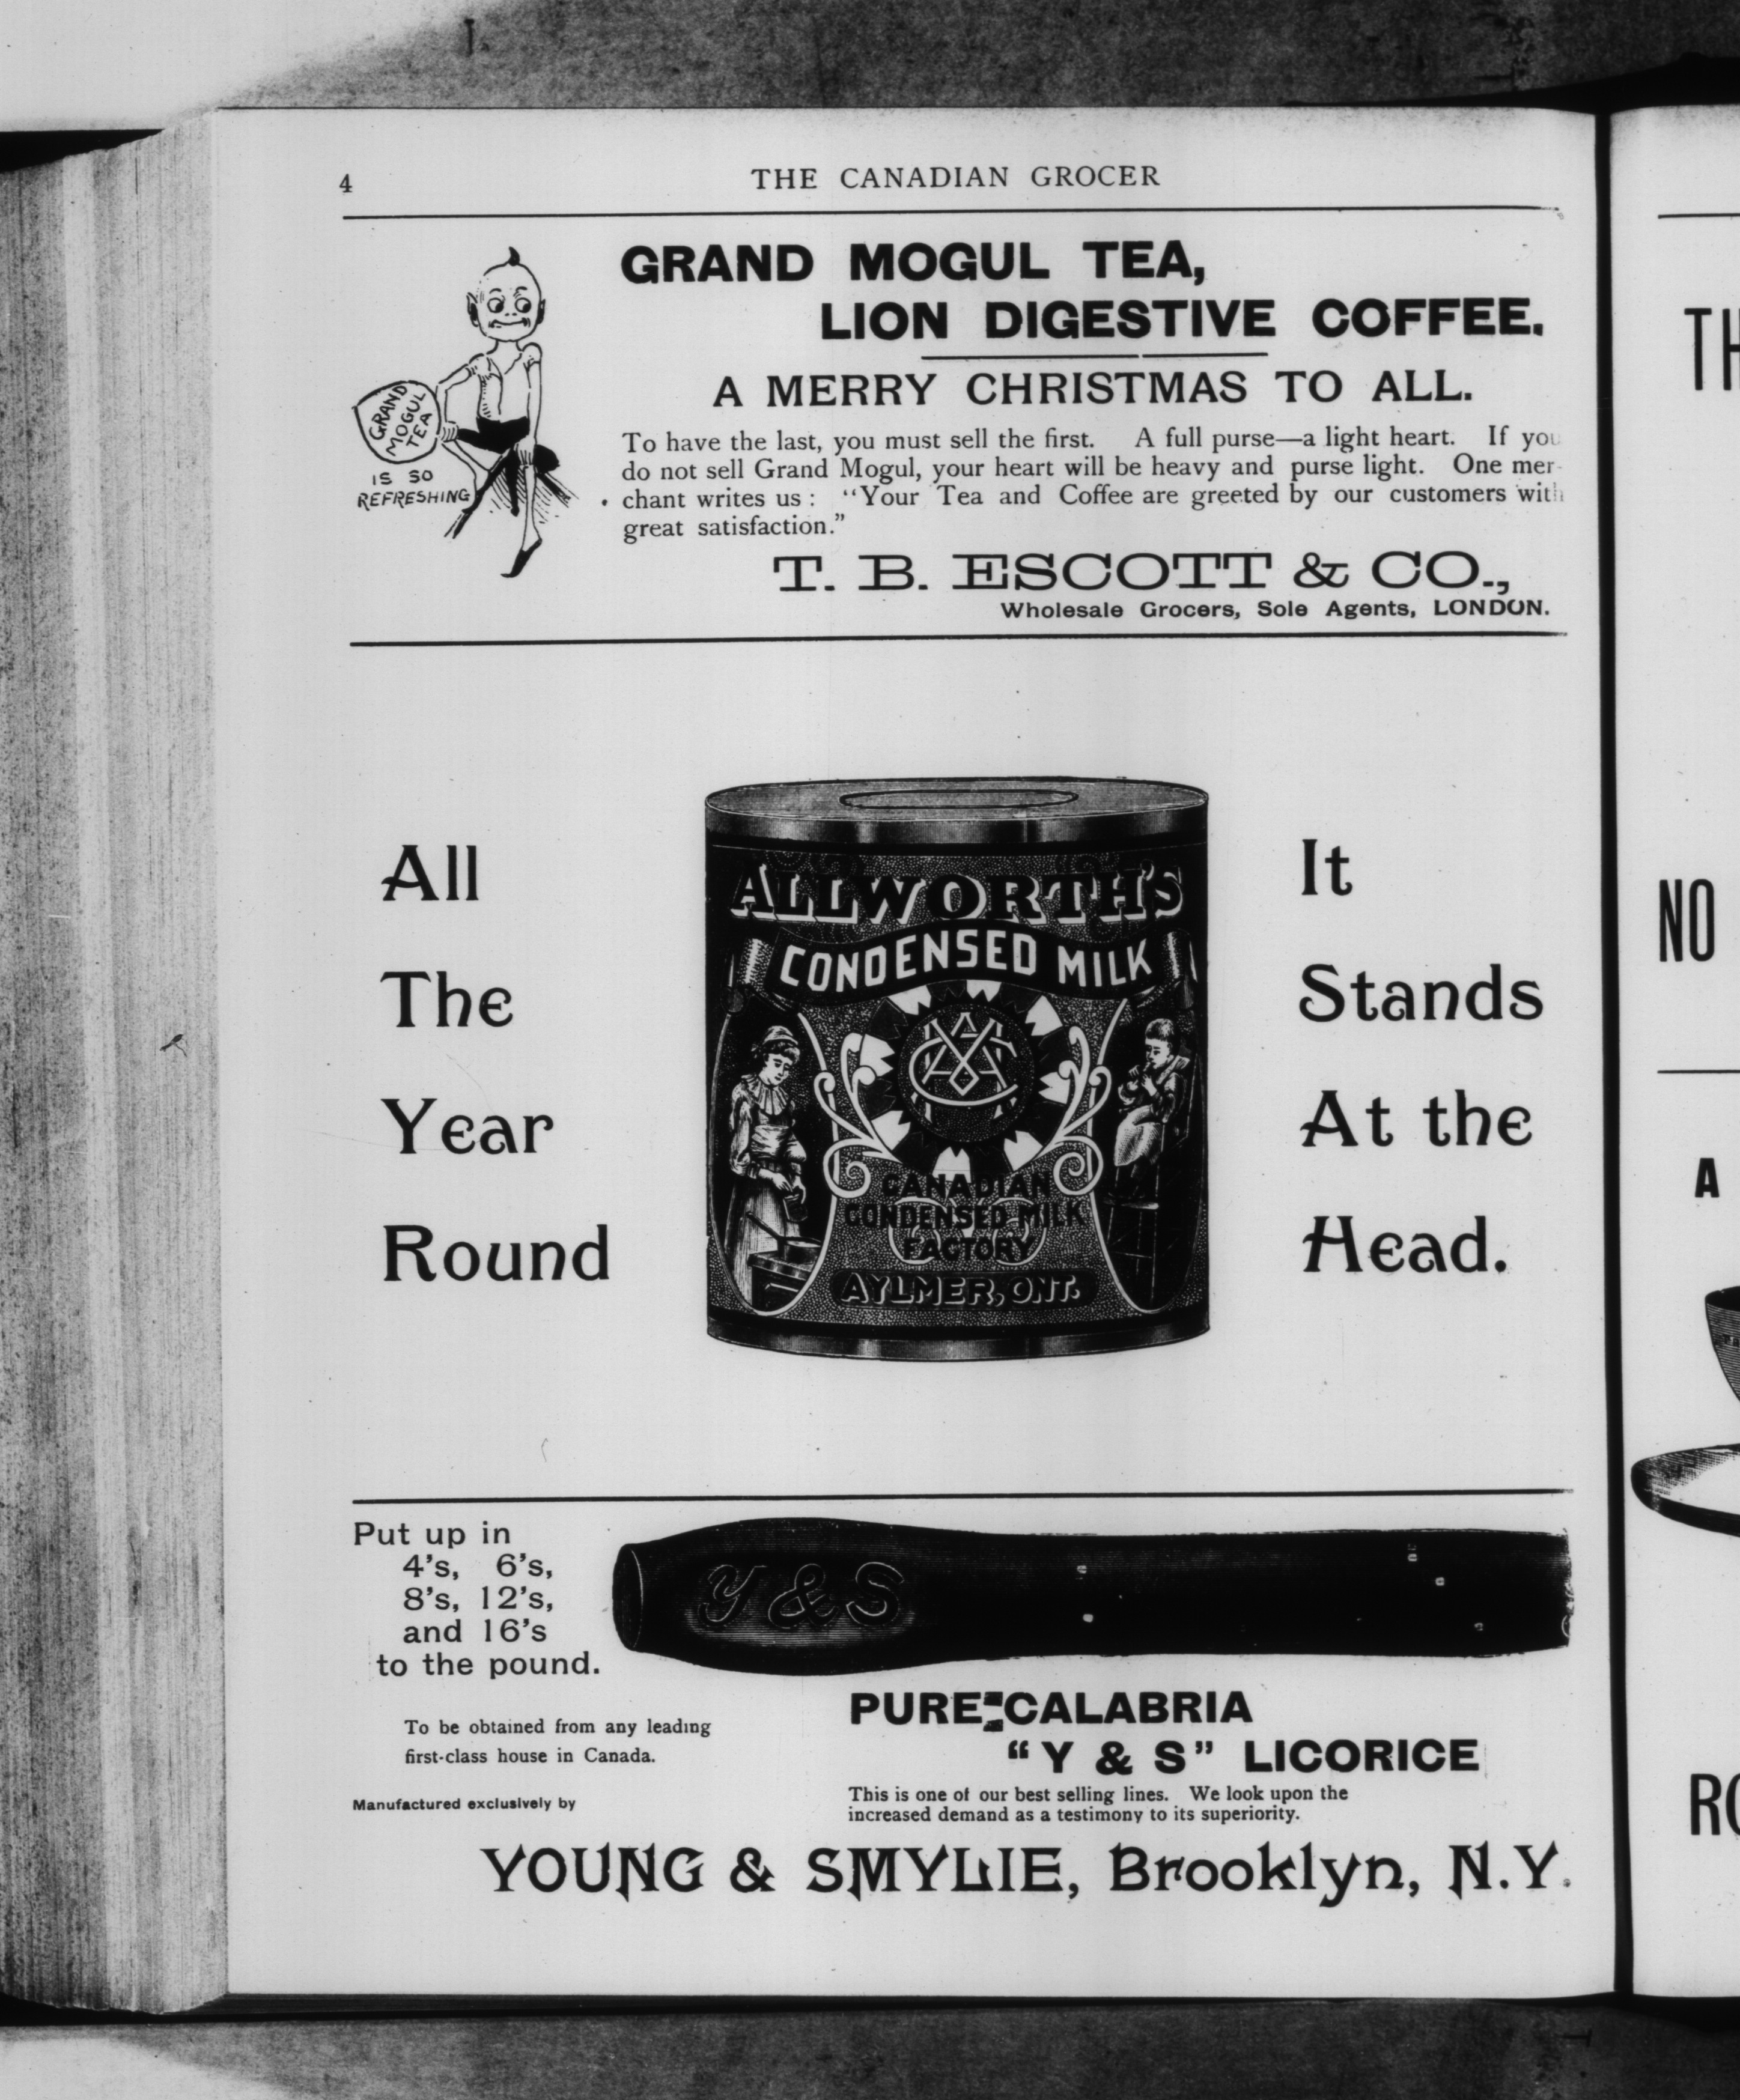 4
THE CANADIAN GROCER
GRAND MOGUL TEA,
LION DIGESTIVE COFFEE.
A MERRY CHRISTMAS TO ALL.
GRAND
MOGUL
TEA
IS SO
REFRESHING
To have the last, you must sell the first. A full purse—a light heart. If you
do not sell Grand Mogul, your heart will be heavy and purse light. One mer-
chant writes us : "Your Tea and Coffee are greeted by our customers with
great satisfaction."
T. B. ESCOTT & CO.,
Wholesale Grocers, Sole Agents, LONDON.
All
The
Year
Round
ALLWORTH'S
CONDENSED MILK
CANADIAN
CONDENSED MILK
FACTORY
AYLMER, ONT.
It
Stands
At the
Head.
Put up in
4's, 6's,
8's, 12's,
and 16's
to the pound.
Y & S
To be obtained from any leading
first-class house in Canada.
Manufactured exclusively by
PURE CALABRIA
"Y & S" LICORICE
This is one of our best selling lines. We look upon the
increased demand as a testimony to its superiority.
YOUNG & SMYLIE, Brooklyn, N.Y.
TH
NO
A